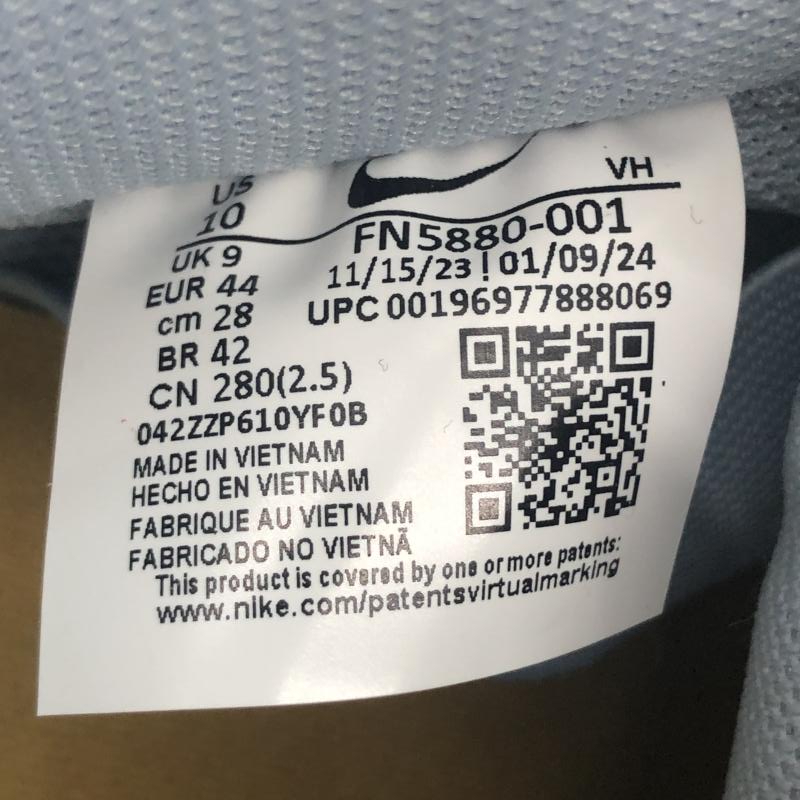 US
10
UK 9
EUR 44
cm 28
BR 42
CN 280(2.5)
VH
FN5880-001
11/15/23 | 01/09/24
UPC 00196977888069
042ZZP610YF0B
MADE IN VIETNAM
HECHO EN VIETNAM
FABRIQUE AU VIETNAM
FABRICADO NO VIETNÃ
This product is covered by one or more patents:
www.nike.com/patentsvirtualmarking